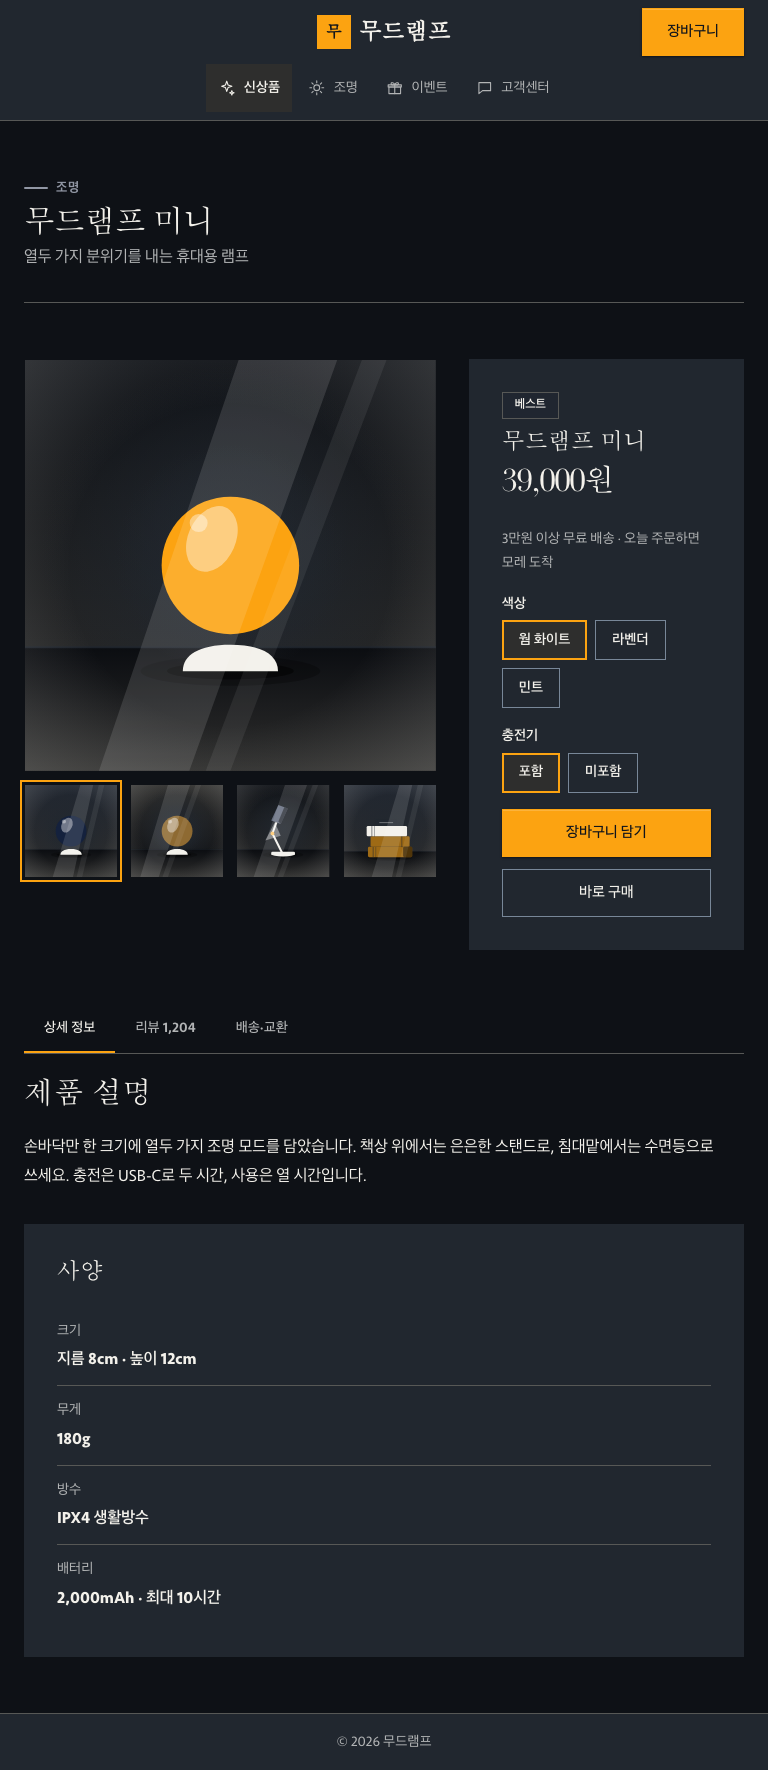 무 무드램프
장바구니
신상품
조명
이벤트
고객센터
조명
무드램프 미니
열두 가지 분위기를 내는 휴대용 램프
베스트
무드램프 미니
39,000원
3만원 이상 무료 배송 · 오늘 주문하면
모레 도착
색상
웜 화이트
라벤더
민트
충전기
포함
미포함
장바구니 담기
바로 구매
상세 정보
리뷰 1,204
배송·교환
제품 설명
손바닥만 한 크기에 열두 가지 조명 모드를 담았습니다. 책상 위에서는 은은한 스탠드로, 침대맡에서는 수면등으로
쓰세요. 충전은 USB-C로 두 시간, 사용은 열 시간입니다.
사양
크기
지름 8cm · 높이 12cm
무게
180g
방수
IPX4 생활방수
배터리
2,000mAh · 최대 10시간
© 2026 무드램프